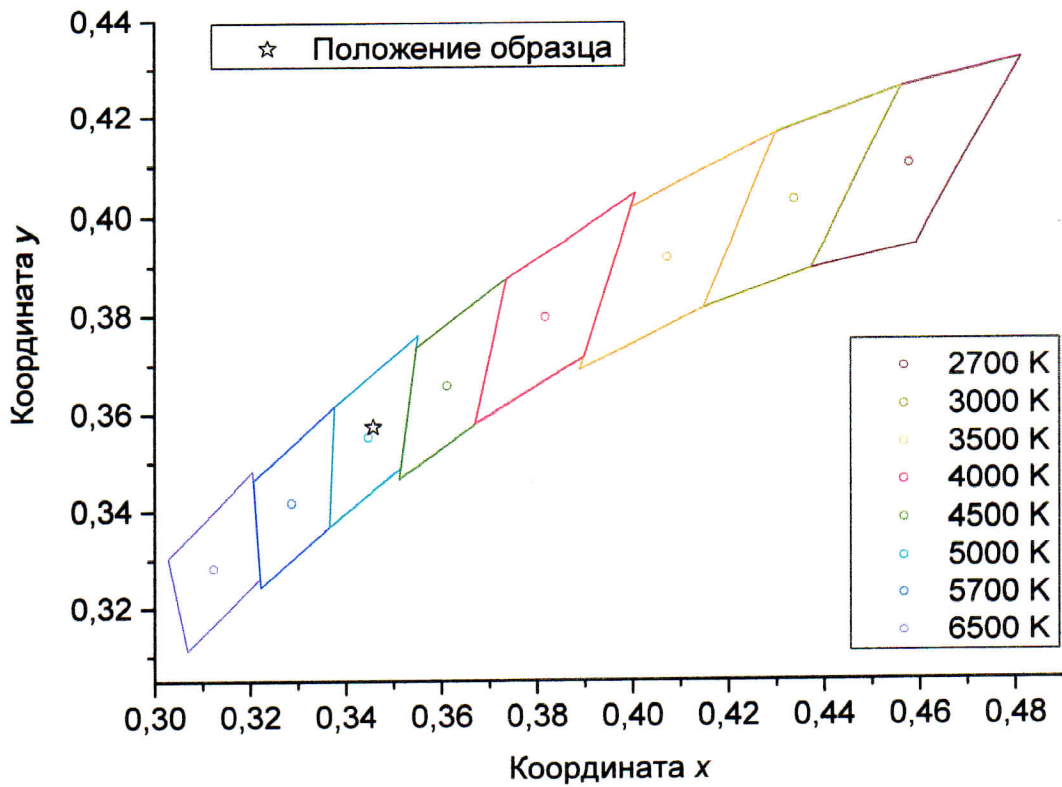 Положение образца
0,44
0,42
0,40
0,38
0,36
0,34
0,32
Координата y
2700 K
3000 K
3500 K
4000 K
4500 K
5000 K
5700 K
6500 K
0,30 0,32 0,34 0,36 0,38 0,40 0,42 0,44 0,46 0,48
Координата x